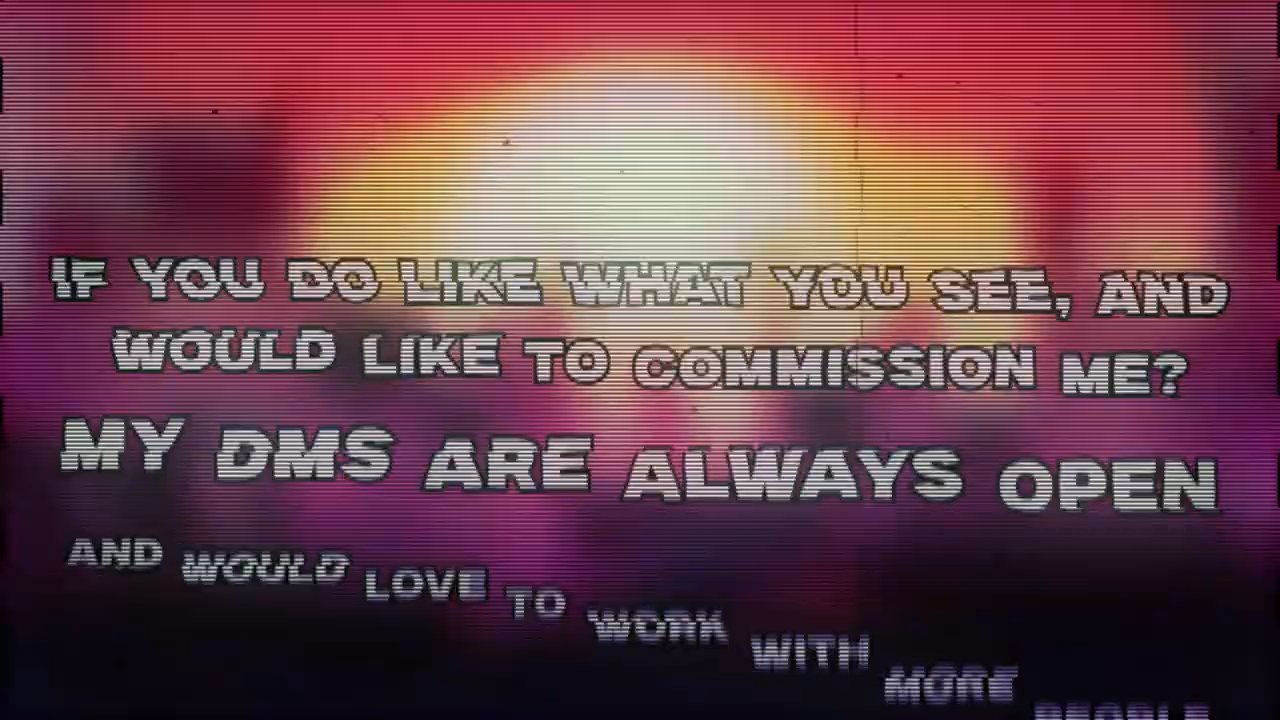 IF YOU DO LIKE WHAT YOU SEE, AND
WOULD LIKE TO COMMISSION ME?
MY DMS ARE ALWAYS OPEN
AND WOULD LOVE TO WORK WITH MORE PEOPLE